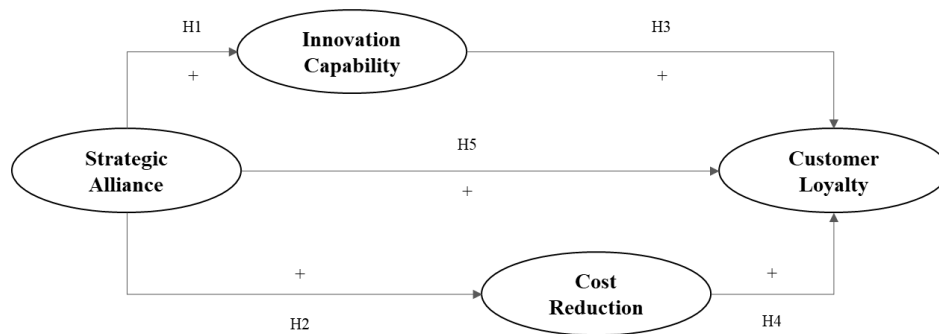 H1
+
Innovation
Capability
H3
+
Strategic
Alliance
H5
+
Customer
Loyalty
+
H2
Cost
Reduction
+
H4